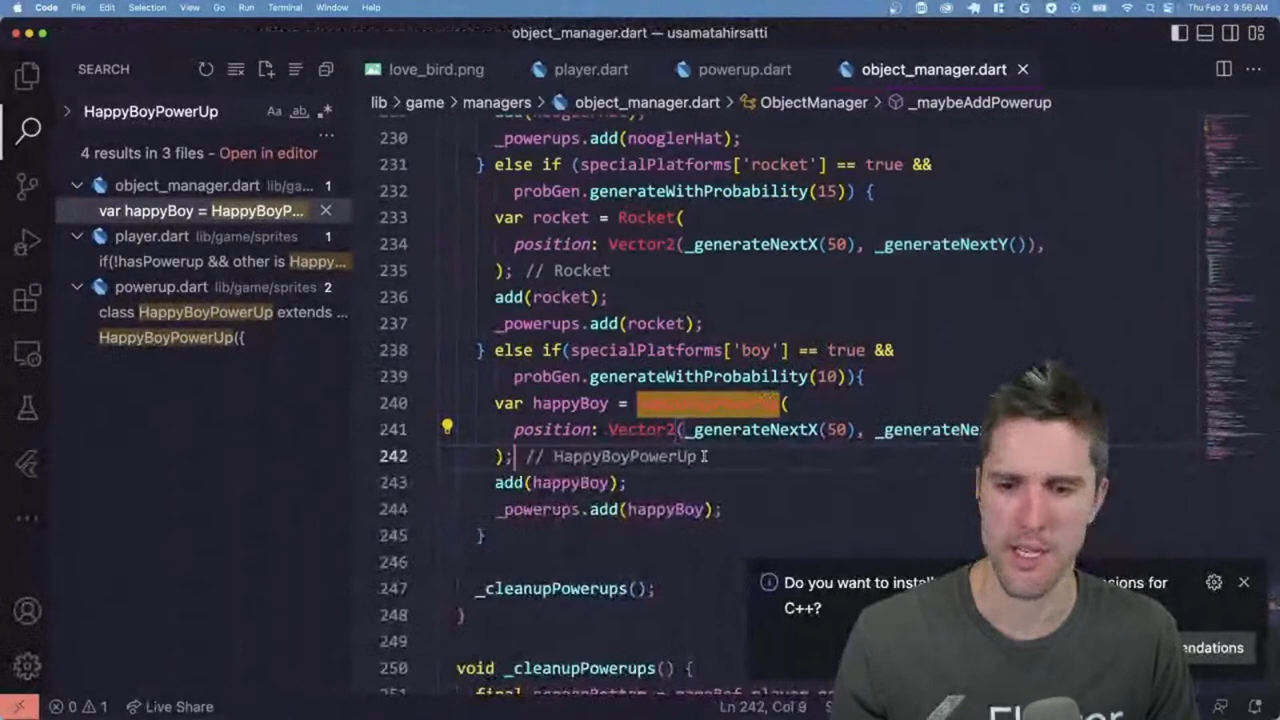 Code File Edit Selection View Go Run Terminal Window Help
Thu Feb 2 9:56 AM
object_manager.dart — usamatahirsatti
SEARCH
love_bird.png
player.dart
powerup.dart
object_manager.dart
HappyBoyPowerUp
Aa ab
lib > game > managers > object_manager.dart > ObjectManager > _maybeAddPowerup
4 results in 3 files - Open in editor
object_manager.dart lib/ga... 1
var happyBoy = HappyBoyP...
player.dart lib/game/sprites 1
if(!hasPowerup && other is Happy...
powerup.dart lib/game/sprites 2
class HappyBoyPowerUp extends ...
HappyBoyPowerUp({
230 _powerups.add(nooglerHat);
231 } else if (specialPlatforms['rocket'] == true &&
232 probGen.generateWithProbability(15)) {
233 var rocket = Rocket(
234 position: Vector2(_generateNextX(50), _generateNextY()),
235 ); // Rocket
236 add(rocket);
237 _powerups.add(rocket);
238 } else if(specialPlatforms['boy'] == true &&
239 probGen.generateWithProbability(10)){
240 var happyBoy = (
241 position: Vector2(_generateNextX(50), _generateNe
242 ); // HappyBoyPowerUp
243 add(happyBoy);
244 _powerups.add(happyBoy);
245 }
246
247 _cleanupPowerups();
248 }
249
250 void _cleanupPowerups() {
Do you want to instal
sions for
C++?
endations
0 1 Live Share
Ln 242, Col 9